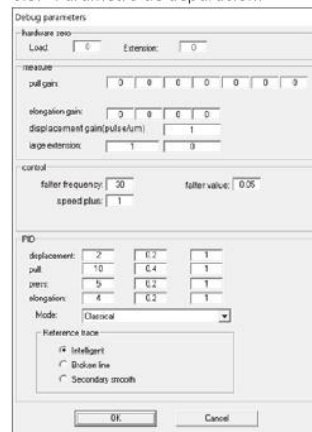 Debug parameters
hardware zero
Load: 0 Extension: 0
measure
pull gain: 0 0 0 0 0 0 0
elongation gain: 0 0 0 0 0
displacement gain(pulse/um) 1
large extension: 1 0
control
falter frequency: 30 falter value: 0.05
speed plus: 1
PID
displacement: 2 0.2 1
pull: 10 0.4 1
press: 5 0.2 1
elongation: 4 0.2 1
Mode: Classical
Reference trace
Intelligent
Broken line
Secondary smooth
OK Cancel